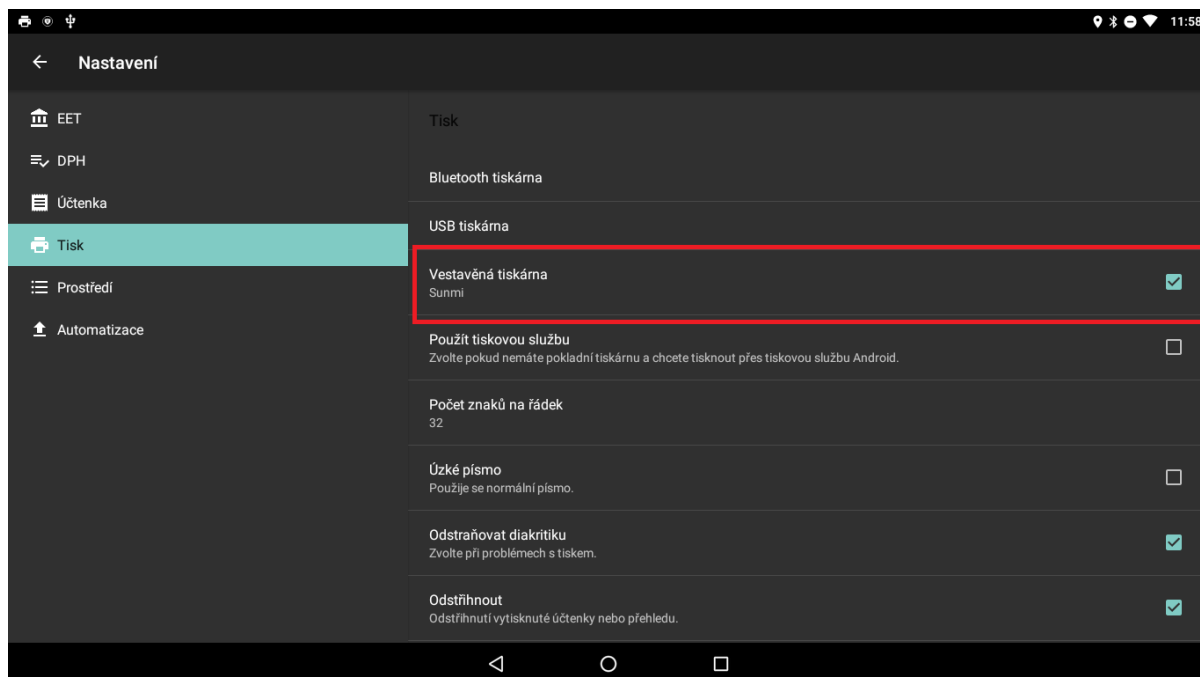 11:58
Nastavení
EET
DPH
Účtenka
Tisk
Prostředí
Automatizace
Tisk
Bluetooth tiskárna
USB tiskárna
Vestavěná tiskárna
Sunmi
Použít tiskovou službu
Zvolte pokud nemáte pokladní tiskárnu a chcete tisknout přes tiskovou službu Android.
Počet znaků na řádek
32
Úzké písmo
Použije se normální písmo.
Odstraňovat diakritiku
Zvolte při problémech s tiskem.
Odstřihnout
Odstřihnutí vytisknuté účtenky nebo přehledu.